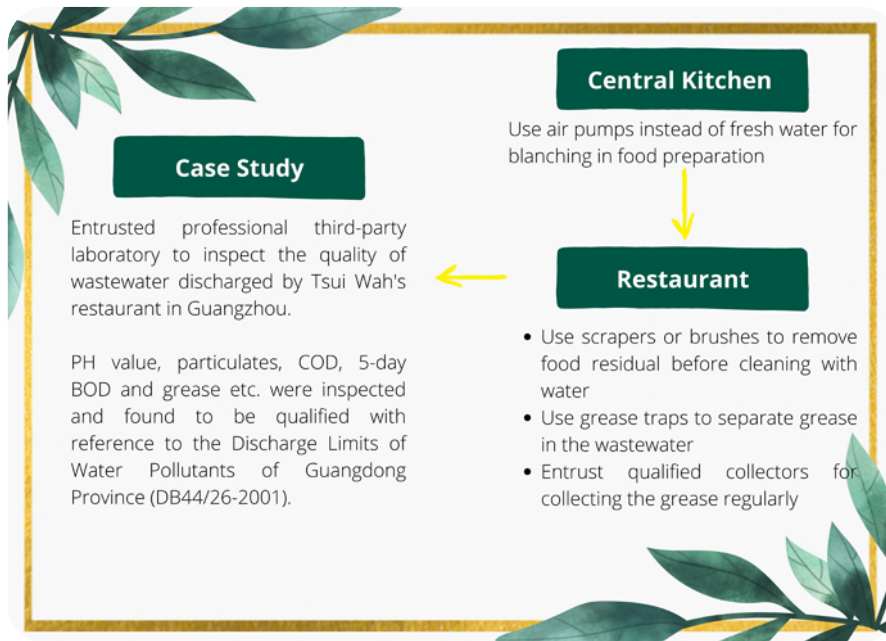 Central Kitchen
Use air pumps instead of fresh water for
blanching in food preparation
Restaurant
• Use scrapers or brushes to remove
food residual before cleaning with
water
• Use grease traps to separate grease
in the wastewater
• Entrust qualified collectors for
collecting the grease regularly
Case Study
Entrusted professional third-party
laboratory to inspect the quality of
wastewater discharged by Tsui Wah's
restaurant in Guangzhou.
PH value, particulates, COD, 5-day
BOD and grease etc. were inspected
and found to be qualified with
reference to the Discharge Limits of
Water Pollutants of Guangdong
Province (DB44/26-2001).